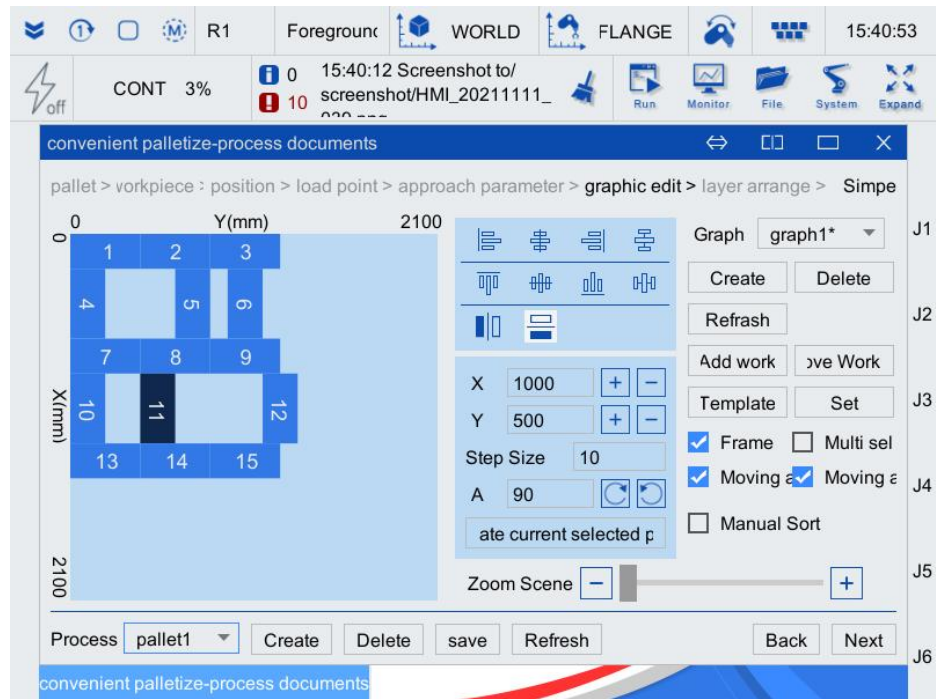 R1 Foreground WORLD FLANGE 15:40:53
off CONT 3% 0 15:40:12 Screenshot to/
10 screenshot/HMI_20211111_
Run Monitor File System Expand
convenient palletize-process documents
pallet > workpiece : position > load point > approach parameter > graphic edit > layer arrange > Simpe
0 Y(mm) 2100
0
X(mm)
2100
1 2 3
4 5 6
7 8 9
10 11 12
13 14 15
X 1000 + −
Y 500 + −
Step Size 10
A 90
ate current selected p
Zoom Scene − +
Graph graph1*
Create Delete
Refrash
Add work ove Work
Template Set
Frame Multi sel
Moving a Moving a
Manual Sort
J1
J2
J3
J4
J5
J6
Process pallet1 Create Delete save Refresh Back Next
convenient palletize-process documents